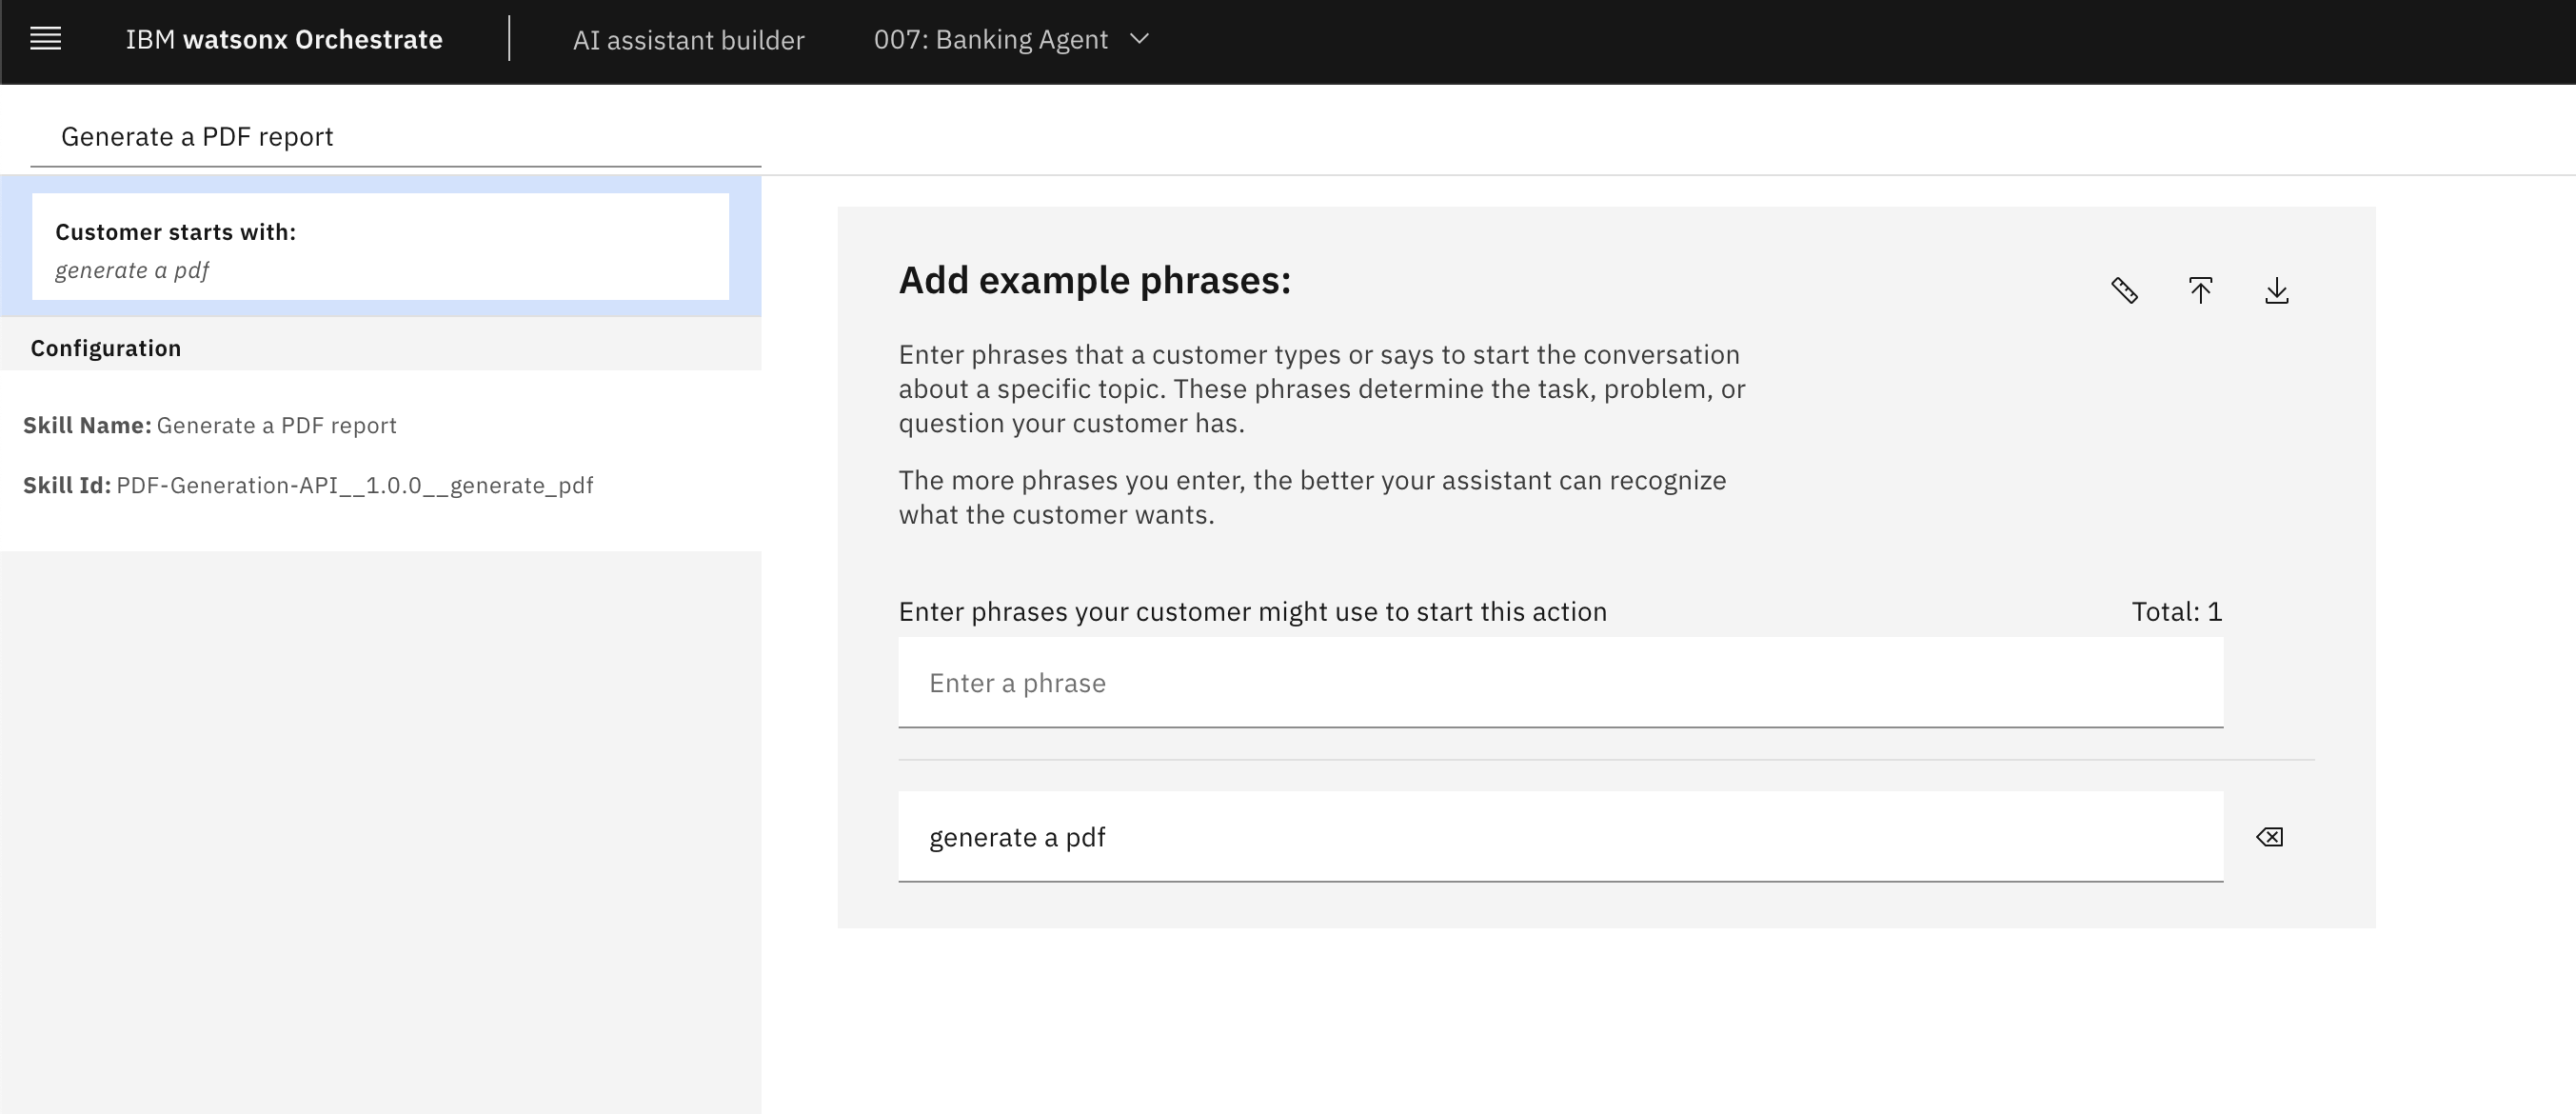 IBM watsonx Orchestrate
AI assistant builder
007: Banking Agent
Generate a PDF report
Customer starts with:
generate a pdf
Configuration
Skill Name: Generate a PDF report
Skill Id: PDF-Generation-API__1.0.0__generate_pdf
Add example phrases:
Enter phrases that a customer types or says to start the conversation
about a specific topic. These phrases determine the task, problem, or
question your customer has.
The more phrases you enter, the better your assistant can recognize
what the customer wants.
Enter phrases your customer might use to start this action
Total: 1
Enter a phrase
generate a pdf